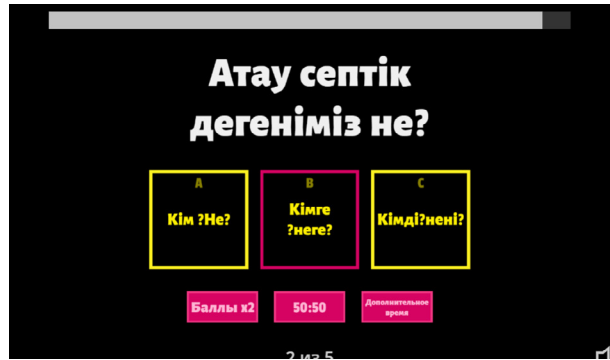 Атау септік
дегеніміз не?
A
Кім ?Не?
B
Кімге
?неге?
C
Кімді?нені?
Баллы x2
50:50
Дополнительное
время
2 из 5